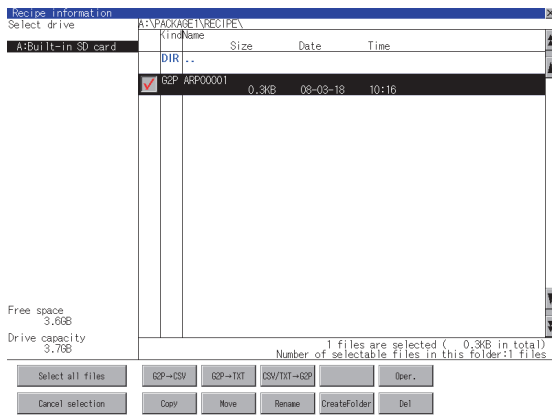 Recipe information
Select drive
A:\PACKAGE1\RECIPE\
A:Built-in SD card
Kind Name
Size Date Time
DIR ..
G2P ARP00001
0.3KB 08-03-18 10:16
Free space
3.6GB
Drive capacity
3.7GB
1 files are selected ( 0.3KB in total)
Number of selectable files in this folder:1 files
Select all files G2P→CSV G2P→TXT CSV/TXT→G2P Oper.
Cancel selection Copy Move Rename CreateFolder Del